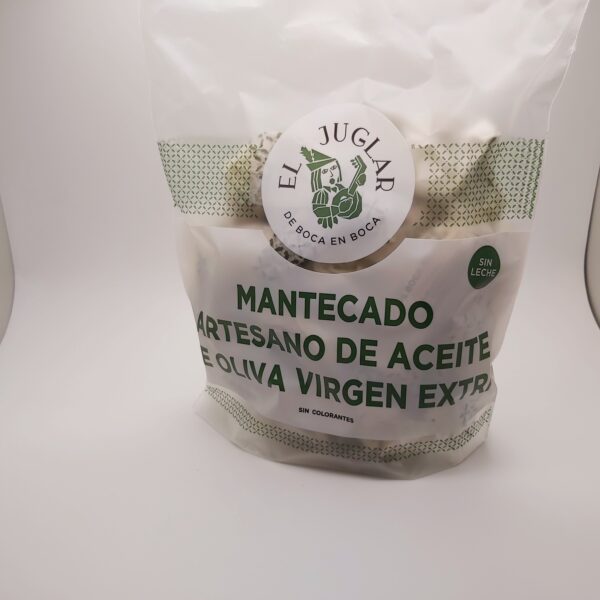 EL JUGLAR
DE BOCA EN BOCA
SIN
LECHE
MANTECADO
ARTESANO DE ACEITE
E OLIVA VIRGEN EXTRA
SIN COLORANTES